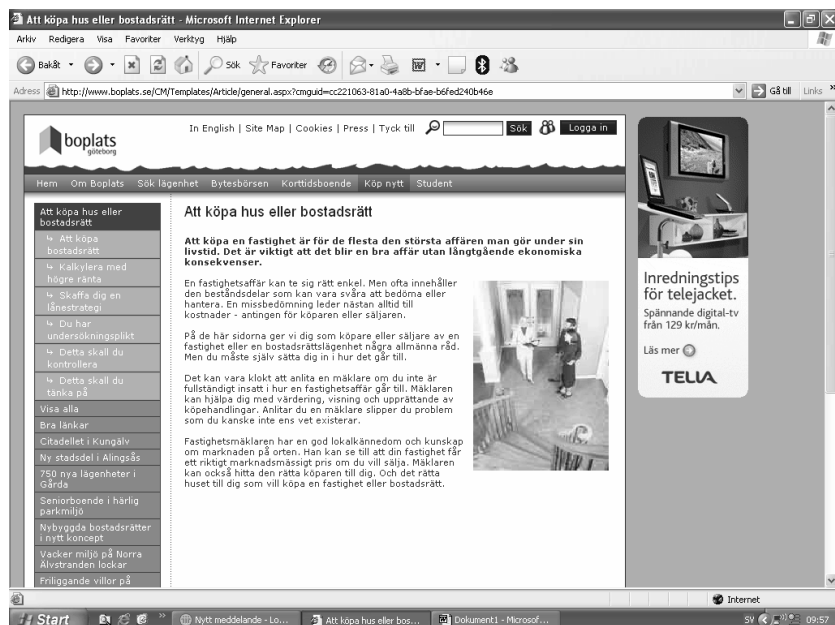 Att köpa hus eller bostadsrätt - Microsoft Internet Explorer
Arkiv Redigera Visa Favoriter Verktyg Hjälp
Bakåt Sök Favoriter
Adress http://www.boplats.se/CM/Templates/Article/general.aspx?cmguid=cc221063-81a0-4a8b-bfae-b6fed240b46e Gå till Links
boplats
göteborg
In English | Site Map | Cookies | Press | Tyck till Sök Logga in
Hem Om Boplats Sök lägenhet Bytesbörsen Korttidsboende Köp nytt Student
Att köpa hus eller
bostadsrätt
Att köpa
bostadsrätt
Kalkylera med
högre ränta
Skaffa dig en
lånestrategi
Du har
undersökningsplikt
Detta skall du
kontrollera
Detta skall du
tänka på
Visa alla
Bra länkar
Citadellet i Kungälv
Ny stadsdel i Alingsås
750 nya lägenheter i
Gårda
Seniorboende i härlig
parkmiljö
Nybyggda bostadsrätter
i nytt koncept
Vacker miljö på Norra
Älvstranden lockar
Friliggande villor på
Att köpa hus eller bostadsrätt
Att köpa en fastighet är för de flesta den största affären man gör under sin
livstid. Det är viktigt att det blir en bra affär utan långtgående ekonomiska
konsekvenser.
En fastighetsaffär kan te sig rätt enkel. Men ofta innehåller
den beståndsdelar som kan vara svåra att bedöma eller
hantera. En missbedömning leder nästan alltid till
kostnader - antingen för köparen eller säljaren.
På de här sidorna ger vi dig som köpare eller säljare av en
fastighet eller en bostadsrättslägenhet några allmänna råd.
Men du måste själv sätta dig in i hur det går till.
Det kan vara klokt att anlita en mäklare om du inte är
fullständigt insatt i hur en fastighetsaffär går till. Mäklaren
kan hjälpa dig med värdering, visning och upprättande av
köpehandlingar. Anlitar du en mäklare slipper du problem
som du kanske inte ens vet existerar.
Fastighetsmäklaren har en god lokalkännedom och kunskap
om marknaden på orten. Han kan se till att din fastighet får
ett riktigt marknadsmässigt pris om du vill sälja. Mäklaren
kan också hitta den rätta köparen till dig. Och det rätta
huset till dig som vill köpa en fastighet eller bostadsrätt.
Inredningstips
för telejacket.
Spännande digital-tv
från 129 kr/mån.
Läs mer
TELIA
Internet
Start Nytt meddelande - Lo... Att köpa hus eller bos... Document1 - Microsof... SV 09:57